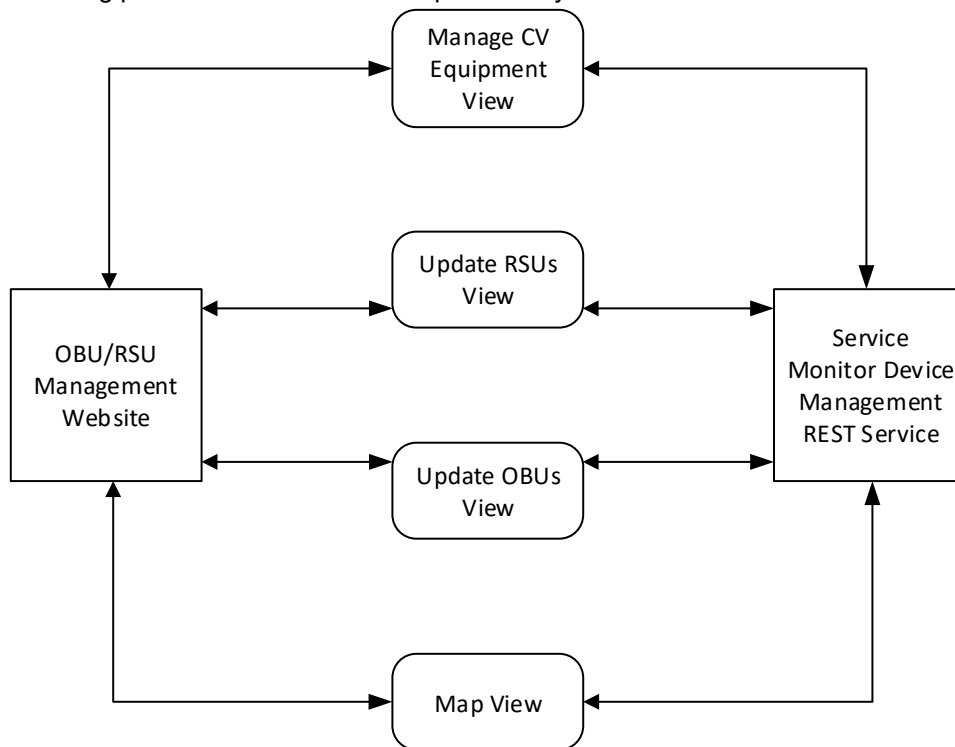 Manage CV
Equipment
View
Update RSUs
View
OBU/RSU
Management
Website
Service
Monitor Device
Management
REST Service
Update OBUs
View
Map View